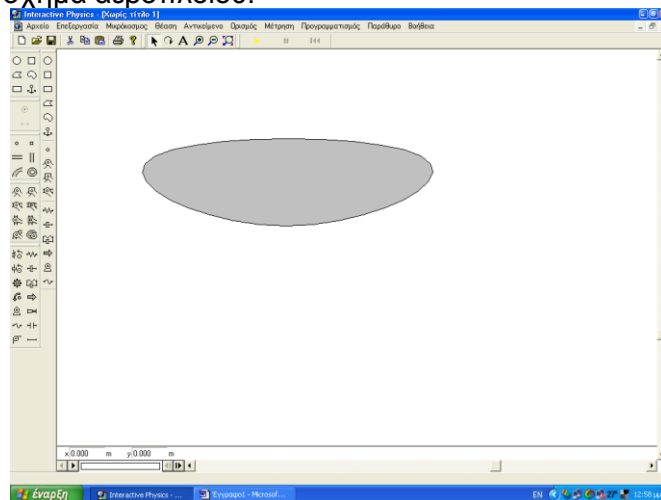 σχήμα αεροπλοίου.
Interactive Physics - [Χωρίς τίτλο 1]
Αρχείο Επεξεργασία Μικρόκοσμος Θέαση Αντικείμενο Ορισμός Μέτρηση Προγραμματισμός Παράθυρο Βοήθεια
x 0.000 m y 0.000 m
έναρξη Interactive Physics - ... Έγγραφο1 - Microsof... EN 12:58 μμ